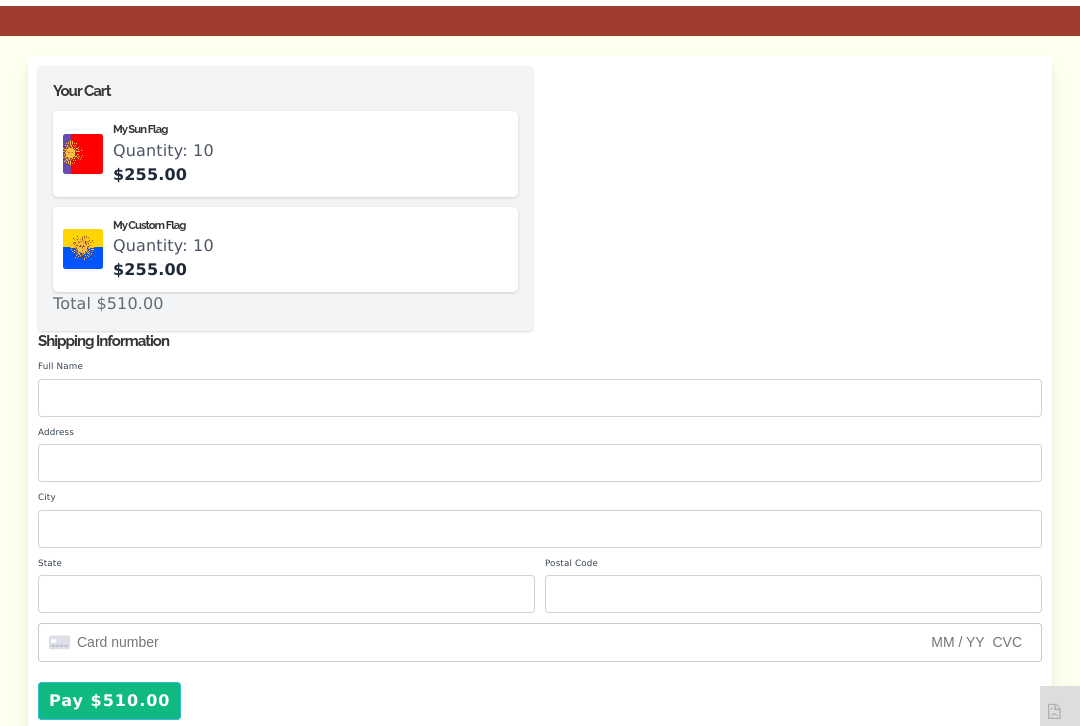 Your Cart
My Sun Flag
Quantity: 10
$255.00
My Custom Flag
Quantity: 10
$255.00
Total $510.00
Shipping Information
Full Name
Address
City
State
Postal Code
Card number
MM / YY CVC
Pay $510.00